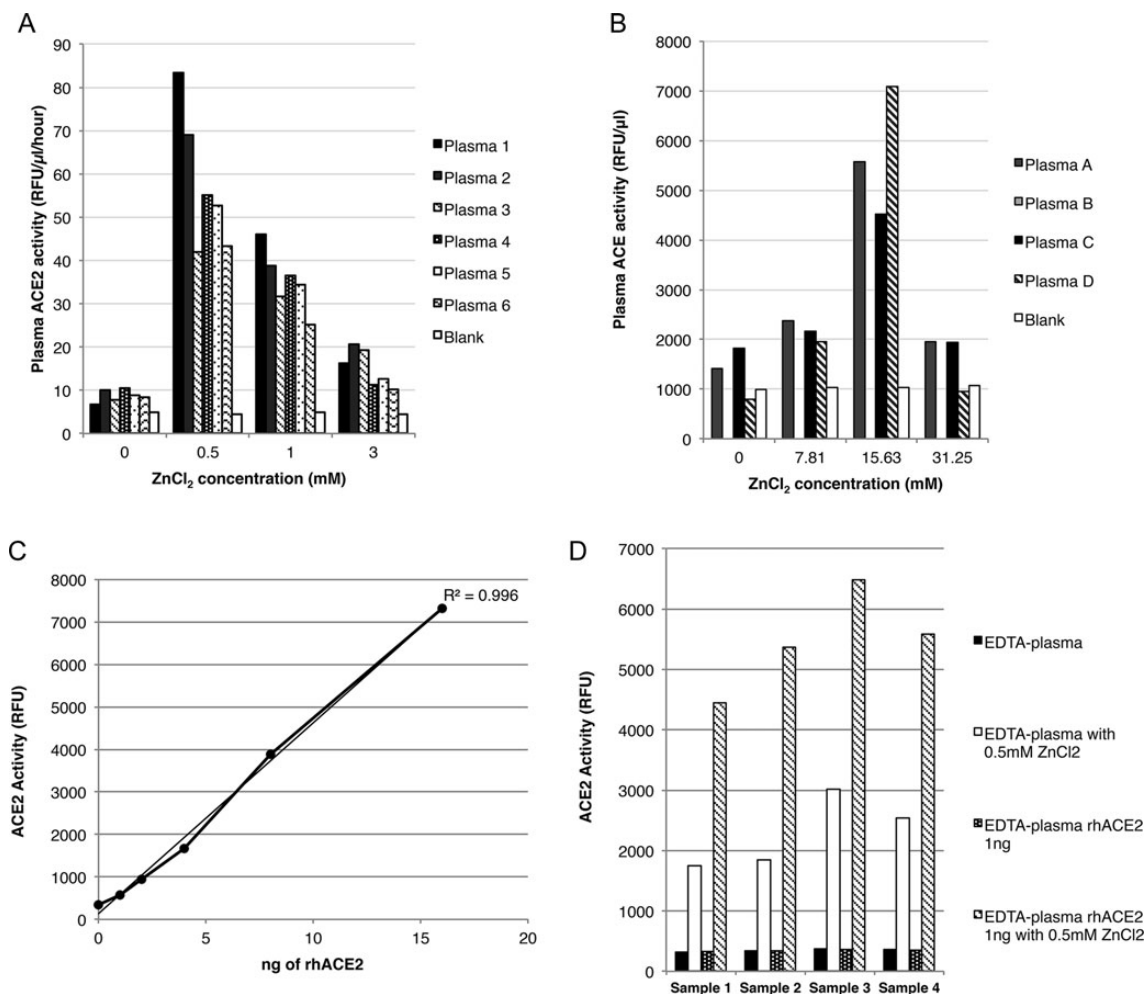 A
Plasma ACE2 activity (RFU/µl/hour)
90
80
70
60
50
40
30
20
10
0
0 0.5 1 3
ZnCl₂ concentration (mM)
Plasma 1
Plasma 2
Plasma 3
Plasma 4
Plasma 5
Plasma 6
Blank
B
Plasma ACE activity (RFU/µl)
8000
7000
6000
5000
4000
3000
2000
1000
0
0 7.81 15.63 31.25
ZnCl₂ concentration (mM)
Plasma A
Plasma B
Plasma C
Plasma D
Blank
C
ACE2 Activity (RFU)
8000
7000
6000
5000
4000
3000
2000
1000
0
R² = 0.996
0 5 10 15 20
ng of rhACE2
D
ACE2 Activity (RFU)
7000
6000
5000
4000
3000
2000
1000
0
Sample 1 Sample 2 Sample 3 Sample 4
EDTA-plasma
EDTA-plasma with
0.5mM ZnCl2
EDTA-plasma rhACE2
1ng
EDTA-plasma rhACE2
1ng with 0.5mM ZnCl2